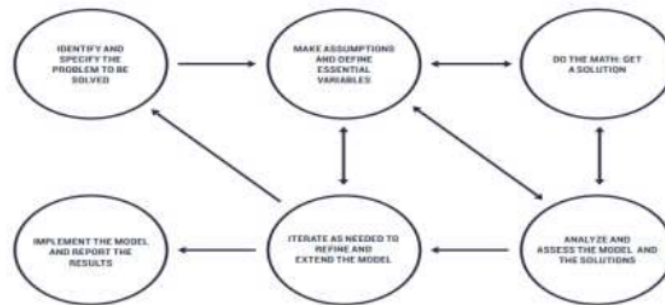 IDENTIFY AND
SPECIFY THE
PROBLEM TO BE
SOLVED
MAKE ASSUMPTIONS
AND DEFINE
ESSENTIAL
VARIABLES
DO THE MATH: GET
A SOLUTION
IMPLEMENT THE MODEL
AND REPORT THE
RESULTS
ITERATE AS NEEDED TO
REFINE AND
EXTEND THE MODEL
ANALYZE AND
ASSESS THE MODEL AND
THE SOLUTIONS